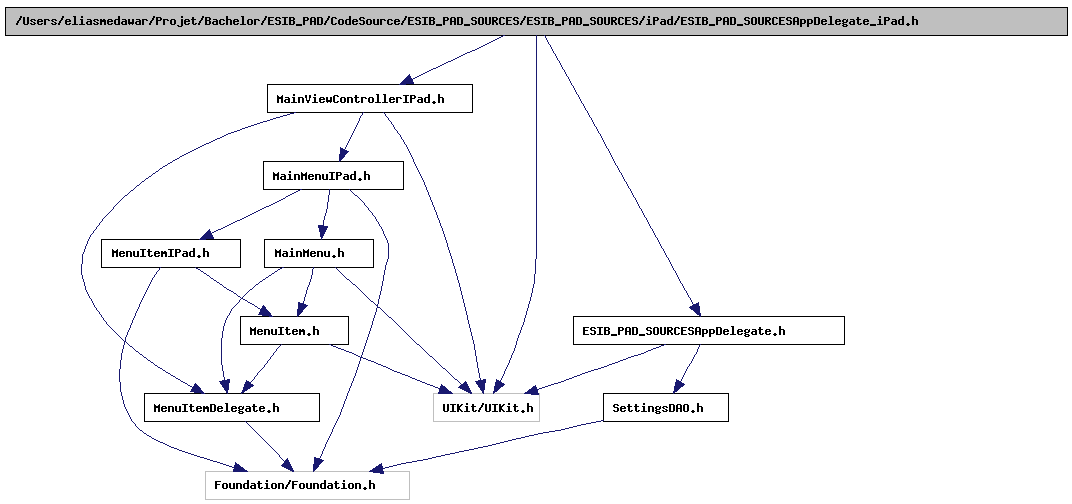 /Users/eliasmedawar/Projet/Bachelor/ESIB_PAD/CodeSource/ESIB_PAD_SOURCES/ESIB_PAD_SOURCES/iPad/ESIB_PAD_SOURCESAppDelegate_iPad.h
MainViewControllerIPad.h
MainMenuIPad.h
MenuItemIPad.h
MainMenu.h
MenuItem.h
ESIB_PAD_SOURCESAppDelegate.h
MenuItemDelegate.h
UIKit/UIKit.h
SettingsDAO.h
Foundation/Foundation.h